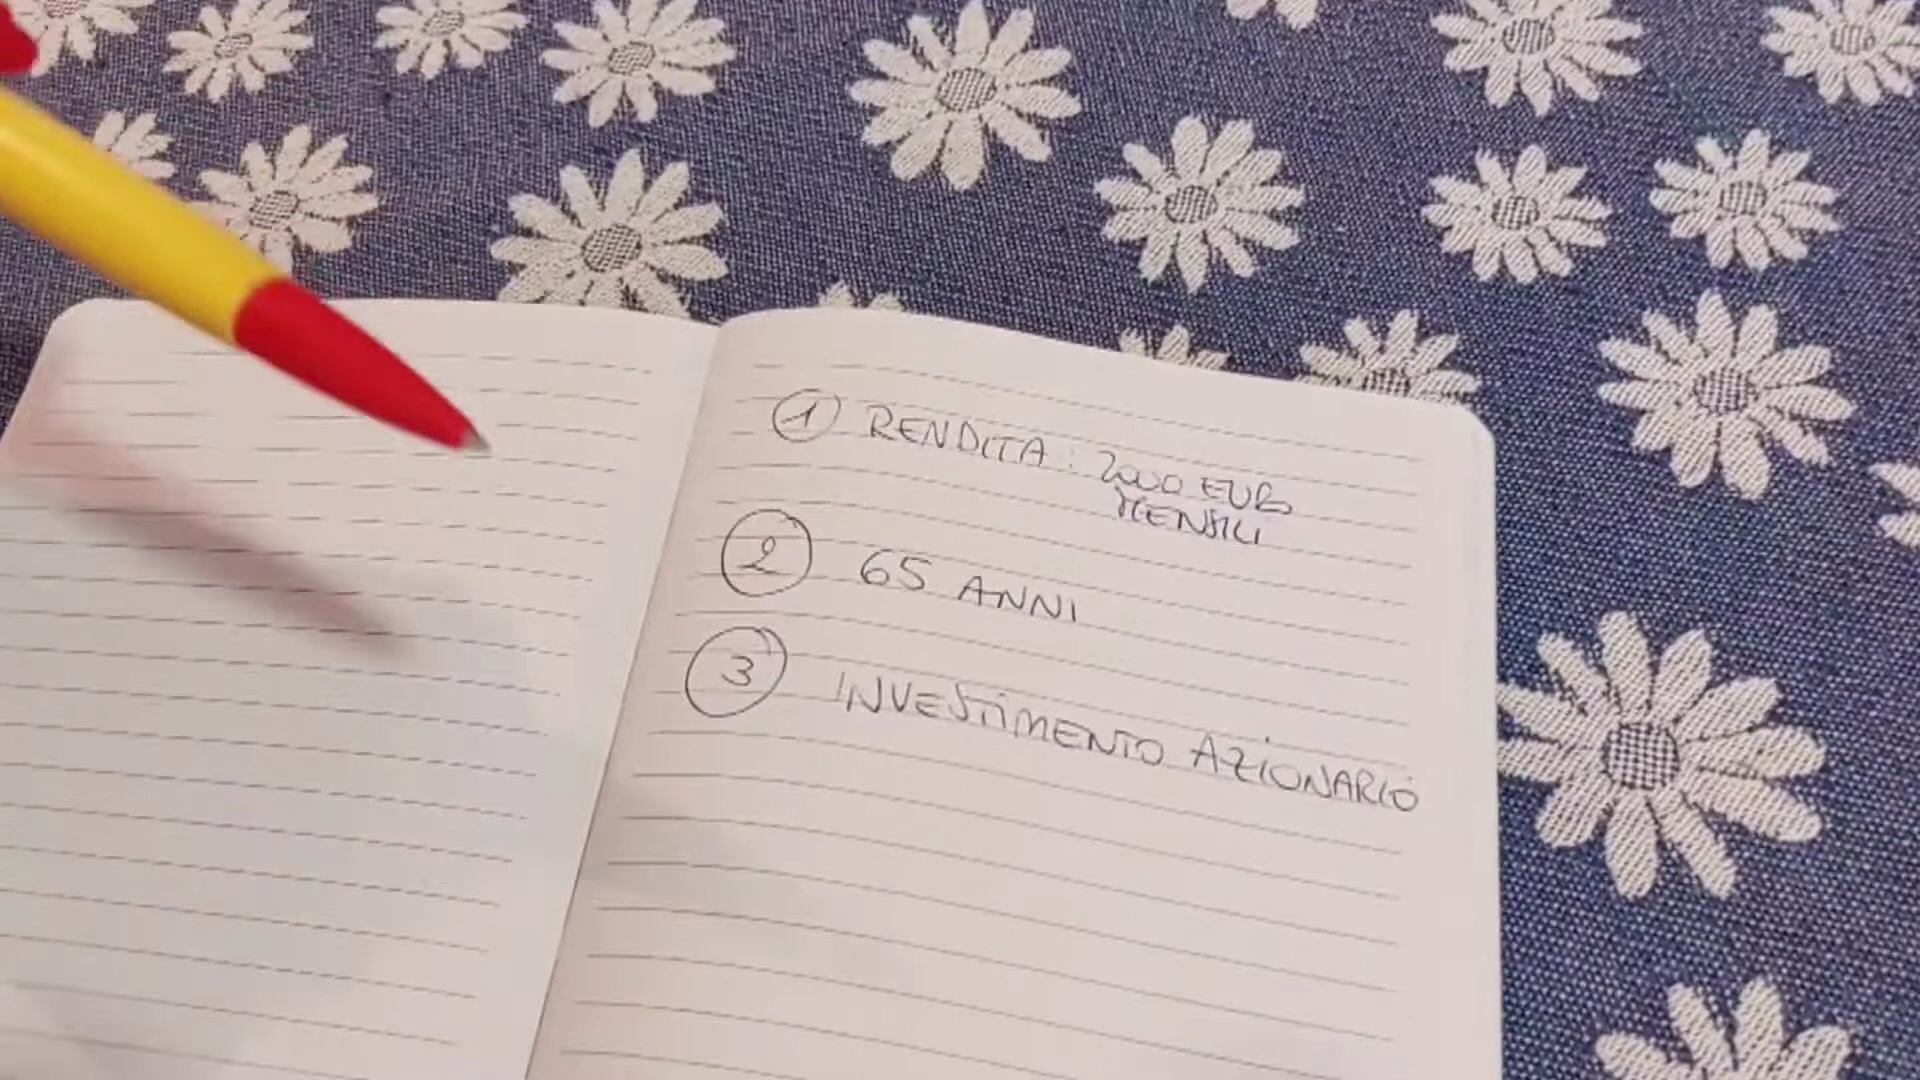 1 RENDITA: 2000 EUR
MENSILI
2 65 ANNI
3 INVESTIMENTO AZIONARIO